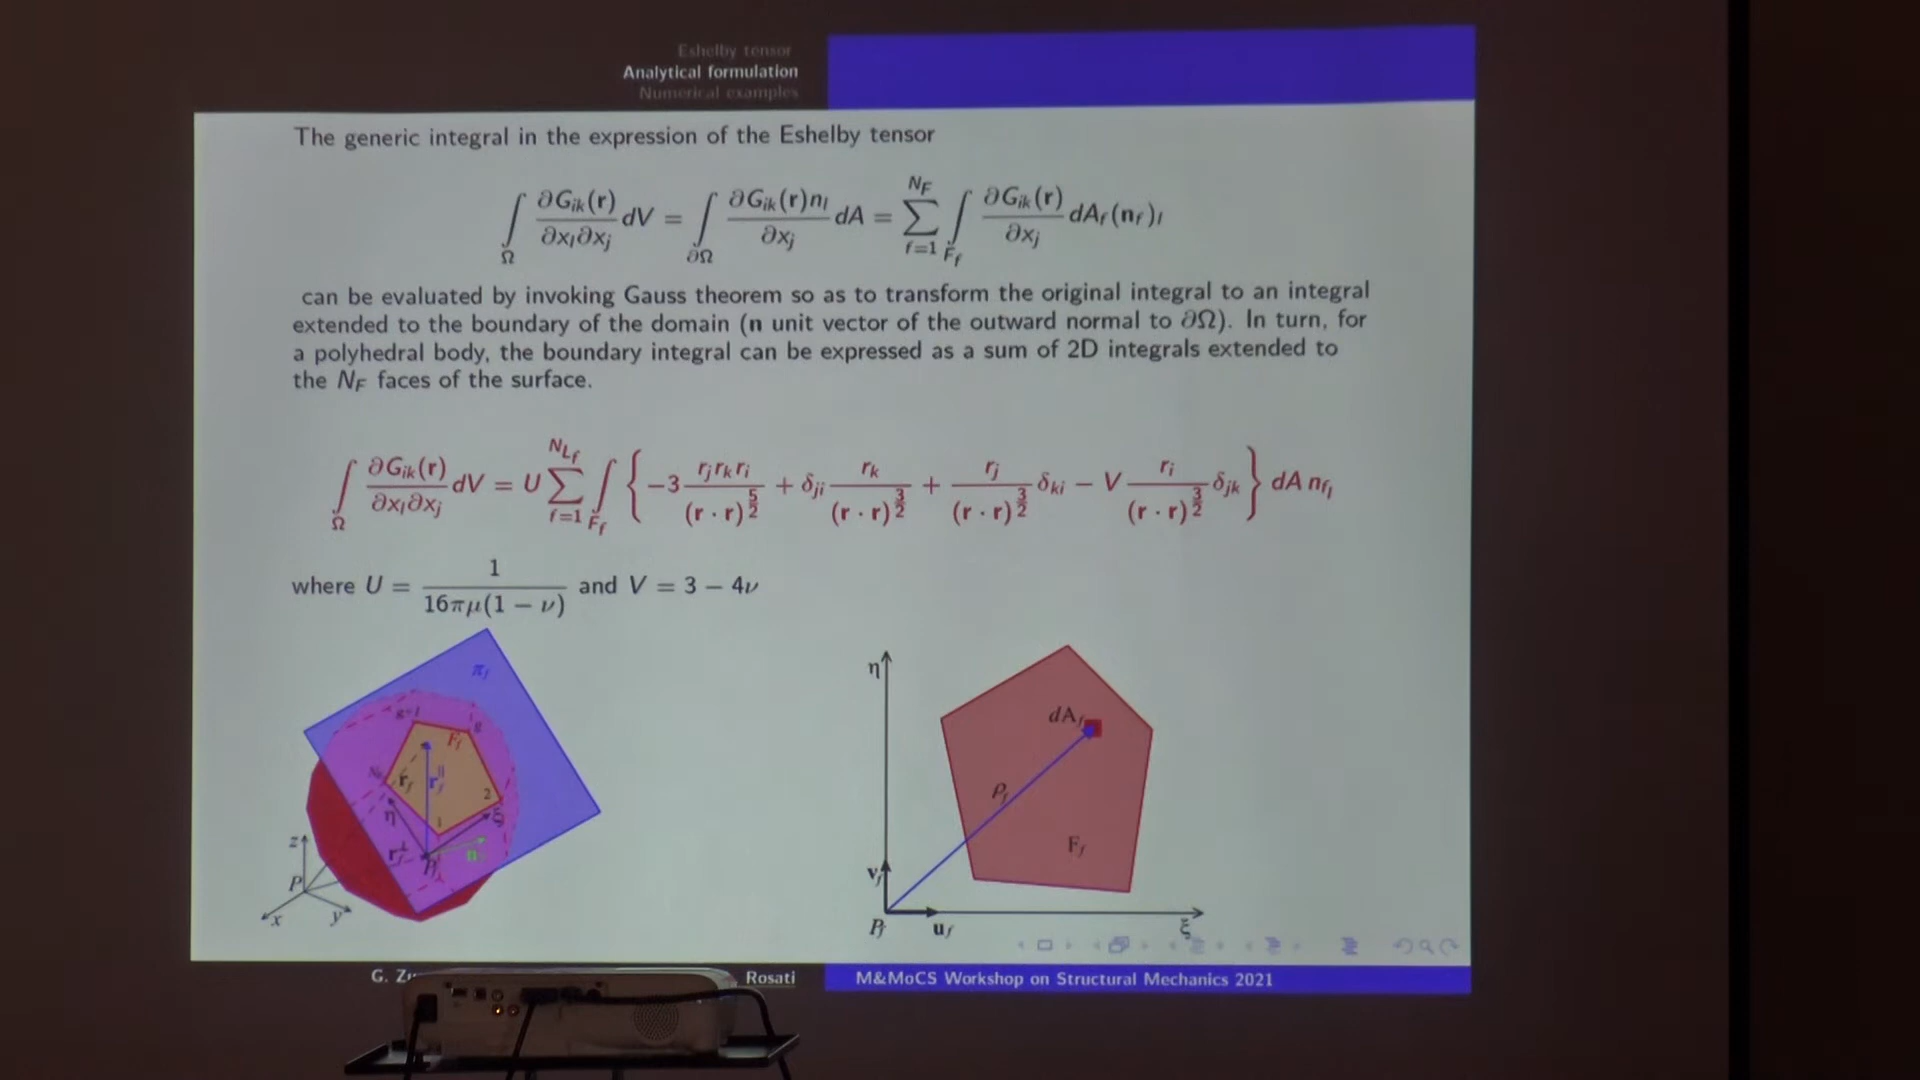 Eshelby tensor
Analytical formulation
Numerical examples
The generic integral in the expression of the Eshelby tensor
∫_Ω ∂G_ik(r)/∂x_l∂x_j dV = ∫_∂Ω ∂G_ik(r)n_l/∂x_j dA = ∑_{f=1}^{N_F} ∫_{F_f} ∂G_ik(r)/∂x_j dA_f(n_f)_l
can be evaluated by invoking Gauss theorem so as to transform the original integral to an integral
extended to the boundary of the domain (n unit vector of the outward normal to ∂Ω). In turn, for
a polyhedral body, the boundary integral can be expressed as a sum of 2D integrals extended to
the N_F faces of the surface.
∫_Ω ∂G_ik(r)/∂x_l∂x_j dV = U ∑_{f=1}^{N_{L_f}} ∫_{F_f} { −3 r_j r_k r_i/(r · r)^{5/2} + δ_ji r_k/(r · r)^{3/2} + r_j/(r · r)^{3/2} δ_ki − V r_i/(r · r)^{3/2} δ_jk } dA n_{f_l}
where U = 1/(16πμ(1 − ν)) and V = 3 − 4ν
π_f
g+1
g
F_f
r_f
r_f^∥
2
η
1
ξ
r_f^⊥
n
P_f
z
P
x
y
η
dA_f
ρ_f
F_f
v_f
P_f
u_f
ξ
G. Z
Rosati
M&MoCS Workshop on Structural Mechanics 2021